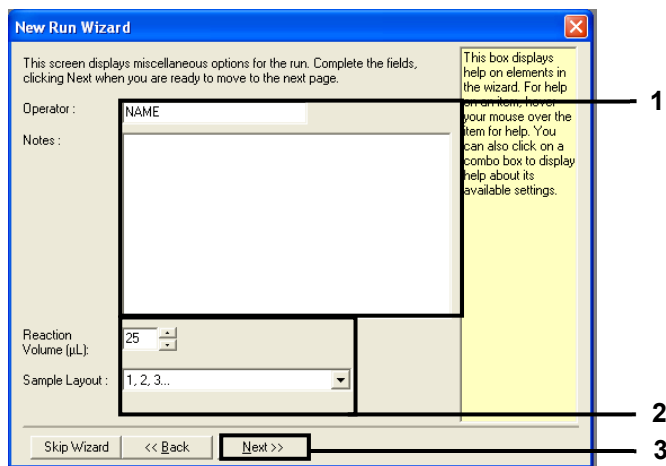 New Run Wizard
This screen displays miscellaneous options for the run. Complete the fields,
clicking Next when you are ready to move to the next page.
This box displays
help on elements in
the wizard. For help
on an item, hover
your mouse over the
item for help. You
can also click on a
combo box to display
help about its
available settings.
1
Operator :
NAME
Notes :
Reaction
Volume (µL):
25
Sample Layout :
1, 2, 3...
2
Skip Wizard
<< Back
Next >>
3